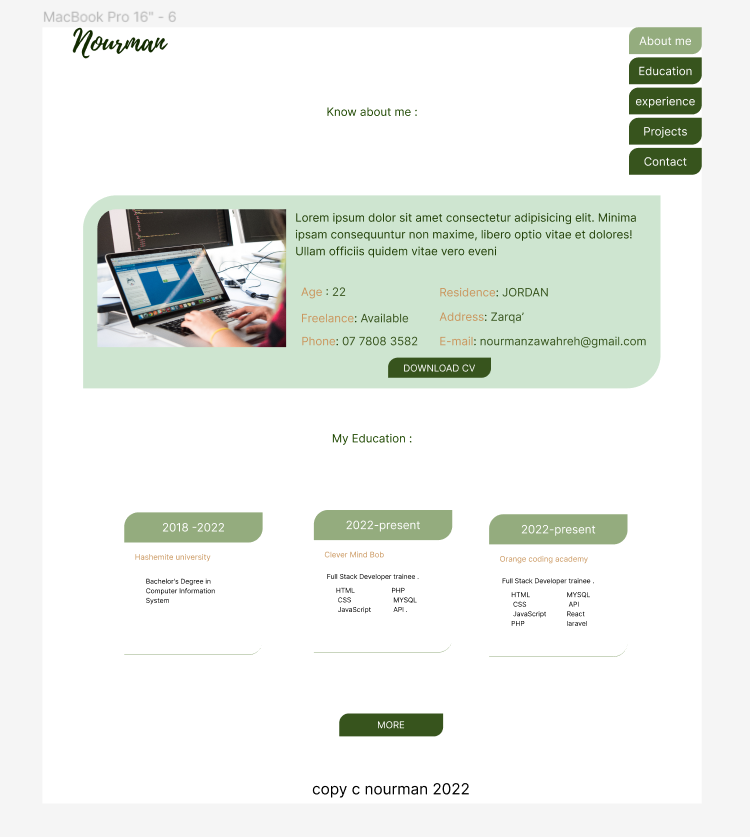 MacBook Pro 16" - 6
Nourman
About me
Education
experience
Projects
Contact
Know about me :
Lorem ipsum dolor sit amet consectetur adipisicing elit. Minima
ipsam consequuntur non maxime, libero optio vitae et dolores!
Ullam officiis quidem vitae vero eveni
Age : 22
Residence: JORDAN
Freelance: Available
Address: Zarqa’
Phone: 07 7808 3582
E-mail: nourmanzawahreh@gmail.com
DOWNLOAD CV
My Education :
2018 -2022
Hashemite university
Bachelor's Degree in
Computer Information
System
2022-present
Clever Mind Bob
Full Stack Developer trainee .
HTML PHP
CSS MYSQL
JavaScript API .
2022-present
Orange coding academy
Full Stack Developer trainee .
HTML MYSQL
CSS API
JavaScript React
PHP laravel
MORE
copy c nourman 2022